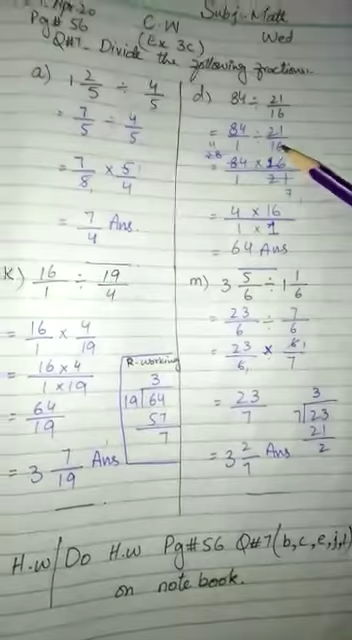 Apr-20
C.W
Subj-Math
Pg# 56
(Ex 3c)
Wed
Q#7- Divide the following fractions.
a) 1 2/5 ÷ 4/5
= 7/5 ÷ 4/5
= 7/5 × 5/4
= 7/4 Ans
d) 84 ÷ 21/16
= 84/1 ÷ 21/16
= 84/1 × 16/21
= 4 × 16 / 1 × 1
= 64 Ans
k) 16/1 ÷ 19/4
= 16/1 × 4/19
= 16 × 4 / 1 × 19
= 64/19
= 3 7/19 Ans
R-working
3
19 64
57
7
m) 3 5/6 ÷ 1 1/6
= 23/6 ÷ 7/6
= 23/6 × 6/7
= 23/7
= 3 2/7 Ans
3
7 23
21
2
H.w/ Do H.w Pg#56 Q#7(b,c,e,j,l
on notebook.